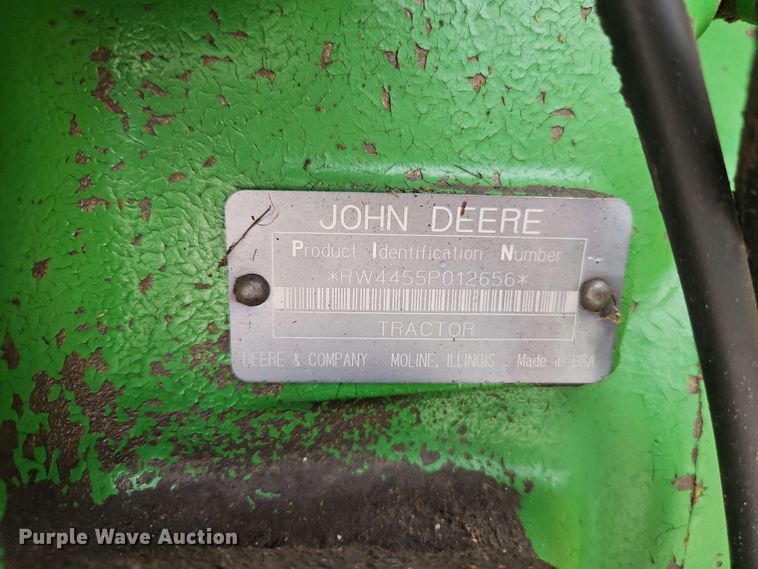 JOHN DEERE
Product Identification Number
*RW4455P012656*
TRACTOR
DEERE & COMPANY MOLINE, ILLINOIS Made in USA
Purple Wave Auction